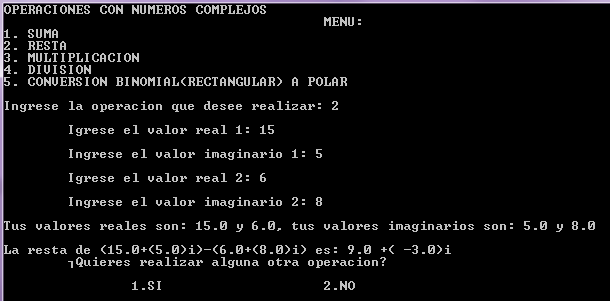 OPERACIONES CON NUMEROS COMPLEJOS
MENU:
1. SUMA
2. RESTA
3. MULTIPLICACION
4. DIVISION
5. CONVERSION BINOMIAL(RECTANGULAR) A POLAR
Ingrese la operacion que desee realizar: 2
Igrese el valor real 1: 15
Ingrese el valor imaginario 1: 5
Igrese el valor real 2: 6
Ingrese el valor imaginario 2: 8
Tus valores reales son: 15.0 y 6.0, tus valores imaginarios son: 5.0 y 8.0
La resta de (15.0+(5.0)i)-(6.0+(8.0)i) es: 9.0 +( -3.0)i
┐Quieres realizar alguna otra operacion?
1.SI 2.NO